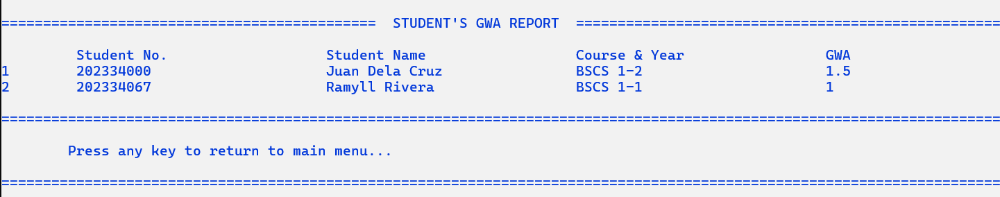 ============================================= STUDENT'S GWA REPORT ===================================================
Student No. Student Name Course & Year GWA
1 202334000 Juan Dela Cruz BSCS 1-2 1.5
2 202334067 Ramyll Rivera BSCS 1-1 1
========================================================================================================================
Press any key to return to main menu...
========================================================================================================================